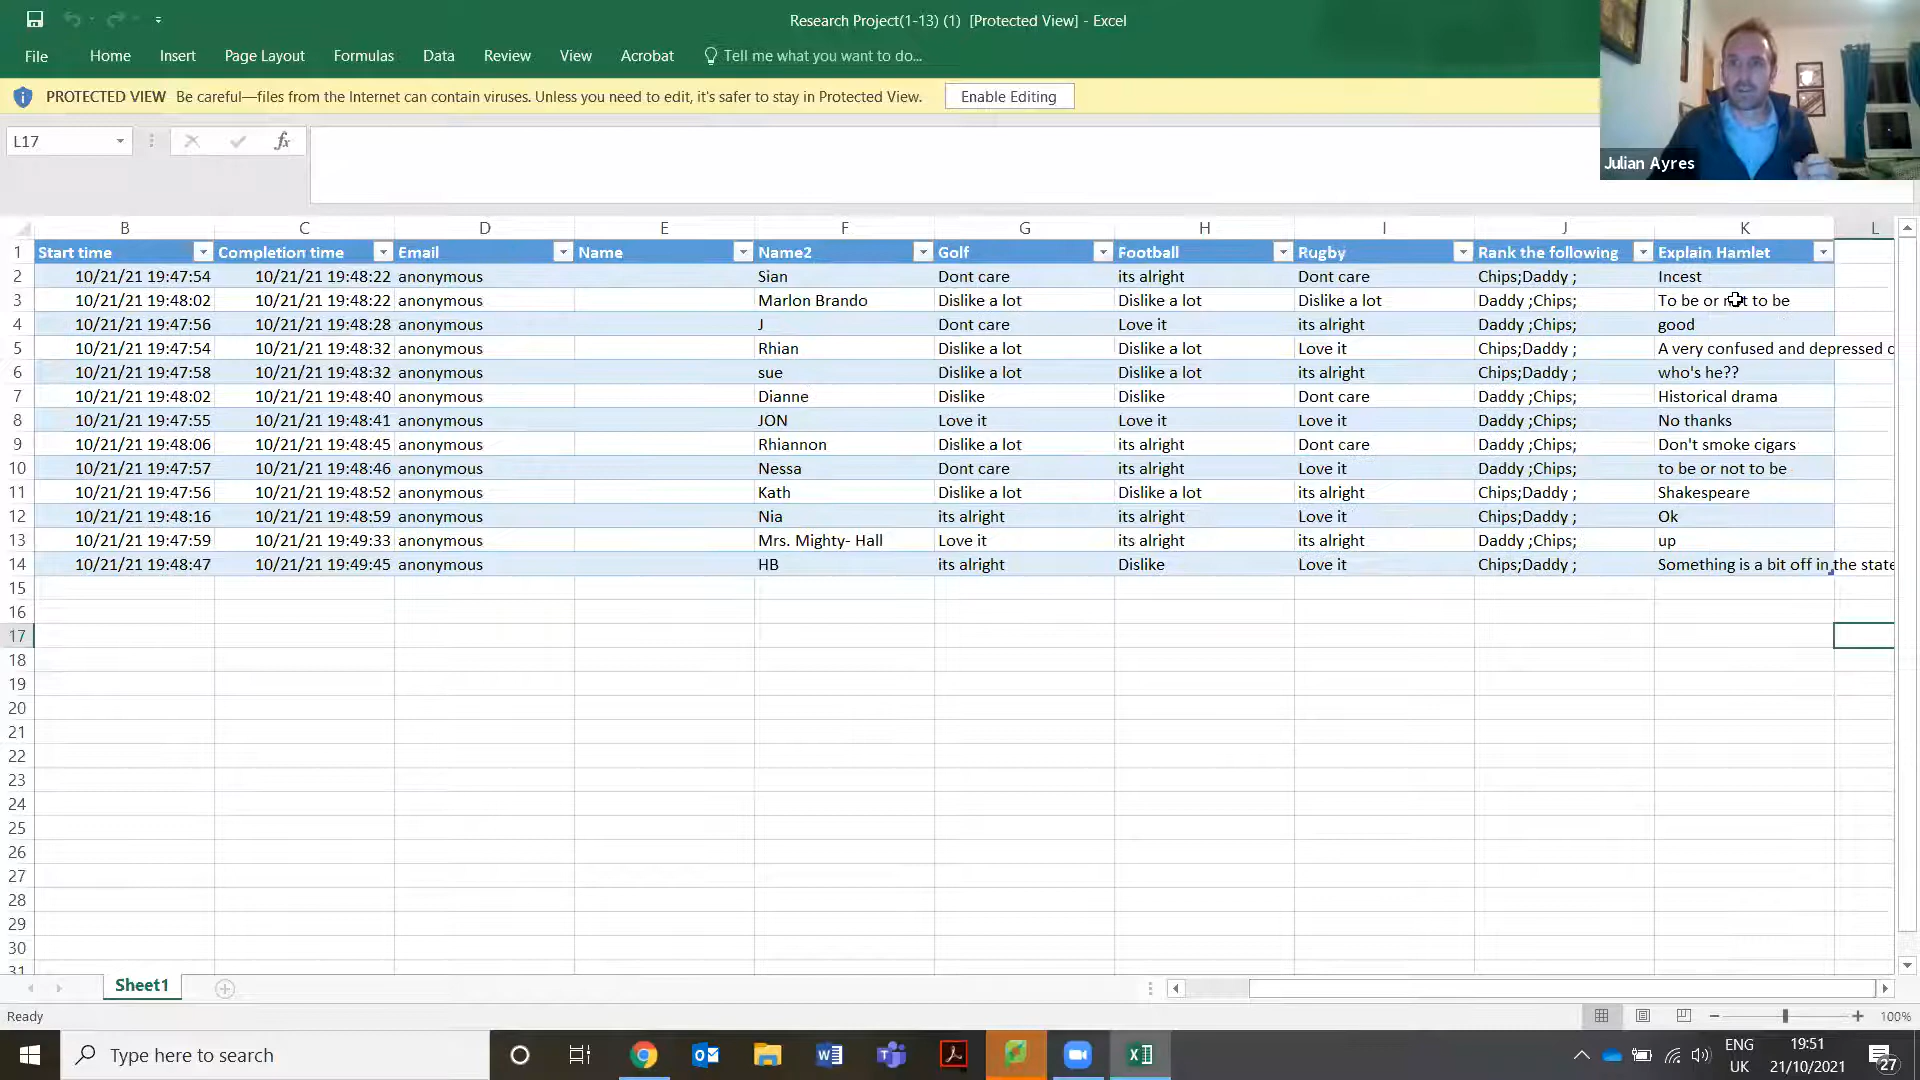 Research Project(1-13) (1) [Protected View] - Excel
File Home Insert Page Layout Formulas Data Review View Acrobat Tell me what you want to do...
PROTECTED VIEW Be careful—files from the Internet can contain viruses. Unless you need to edit, it's safer to stay in Protected View. Enable Editing
L17 fx
Julian Ayres
B C D E F G H I J K L
1 Start time Completion time Email Name Name2 Golf Football Rugby Rank the following Explain Hamlet
2 10/21/21 19:47:54 10/21/21 19:48:22 anonymous Sian Dont care its alright Dont care Chips;Daddy ; Incest
3 10/21/21 19:48:02 10/21/21 19:48:22 anonymous Marlon Brando Dislike a lot Dislike a lot Dislike a lot Daddy ;Chips; To be or not to be
4 10/21/21 19:47:56 10/21/21 19:48:28 anonymous J Dont care Love it its alright Daddy ;Chips; good
5 10/21/21 19:47:54 10/21/21 19:48:32 anonymous Rhian Dislike a lot Dislike a lot Love it Chips;Daddy ; A very confused and depressed c
6 10/21/21 19:47:58 10/21/21 19:48:32 anonymous sue Dislike a lot Dislike a lot its alright Chips;Daddy ; who's he??
7 10/21/21 19:48:02 10/21/21 19:48:40 anonymous Dianne Dislike Dislike Dont care Daddy ;Chips; Historical drama
8 10/21/21 19:47:55 10/21/21 19:48:41 anonymous JON Love it Love it Love it Daddy ;Chips; No thanks
9 10/21/21 19:48:06 10/21/21 19:48:45 anonymous Rhiannon Dislike a lot its alright Dont care Daddy ;Chips; Don't smoke cigars
10 10/21/21 19:47:57 10/21/21 19:48:46 anonymous Nessa Dont care its alright Love it Daddy ;Chips; to be or not to be
11 10/21/21 19:47:56 10/21/21 19:48:52 anonymous Kath Dislike a lot Dislike a lot its alright Chips;Daddy ; Shakespeare
12 10/21/21 19:48:16 10/21/21 19:48:59 anonymous Nia its alright its alright Love it Chips;Daddy ; Ok
13 10/21/21 19:47:59 10/21/21 19:49:33 anonymous Mrs. Mighty- Hall Love it its alright its alright Daddy ;Chips; up
14 10/21/21 19:48:47 10/21/21 19:49:45 anonymous HB its alright Dislike Love it Chips;Daddy ; Something is a bit off in the state
15
16
17
18
19
20
21
22
23
24
25
26
27
28
29
30
31
Sheet1
Ready 100%
Type here to search ENG 19:51
UK 21/10/2021 27